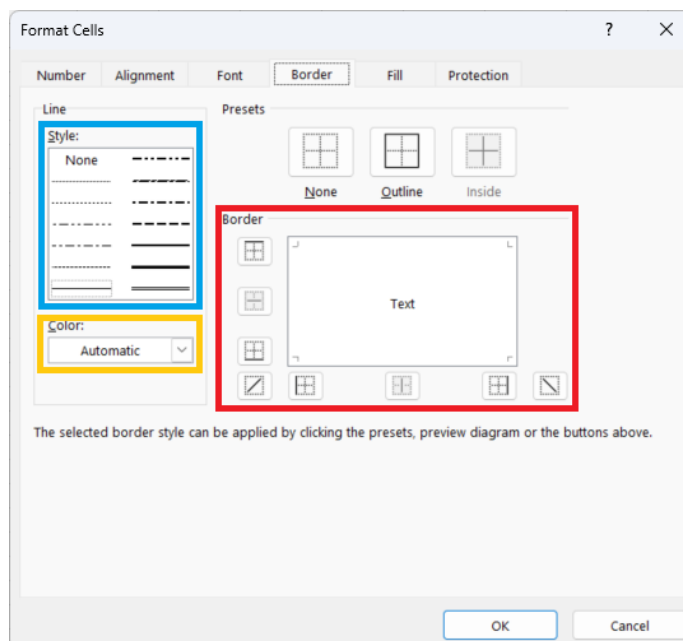 Format Cells ?
Number Alignment Font Border Fill Protection
Line
Style:
None
Color:
Automatic
Presets
None Outline Inside
Border
Text
The selected border style can be applied by clicking the presets, preview diagram or the buttons above.
OK Cancel